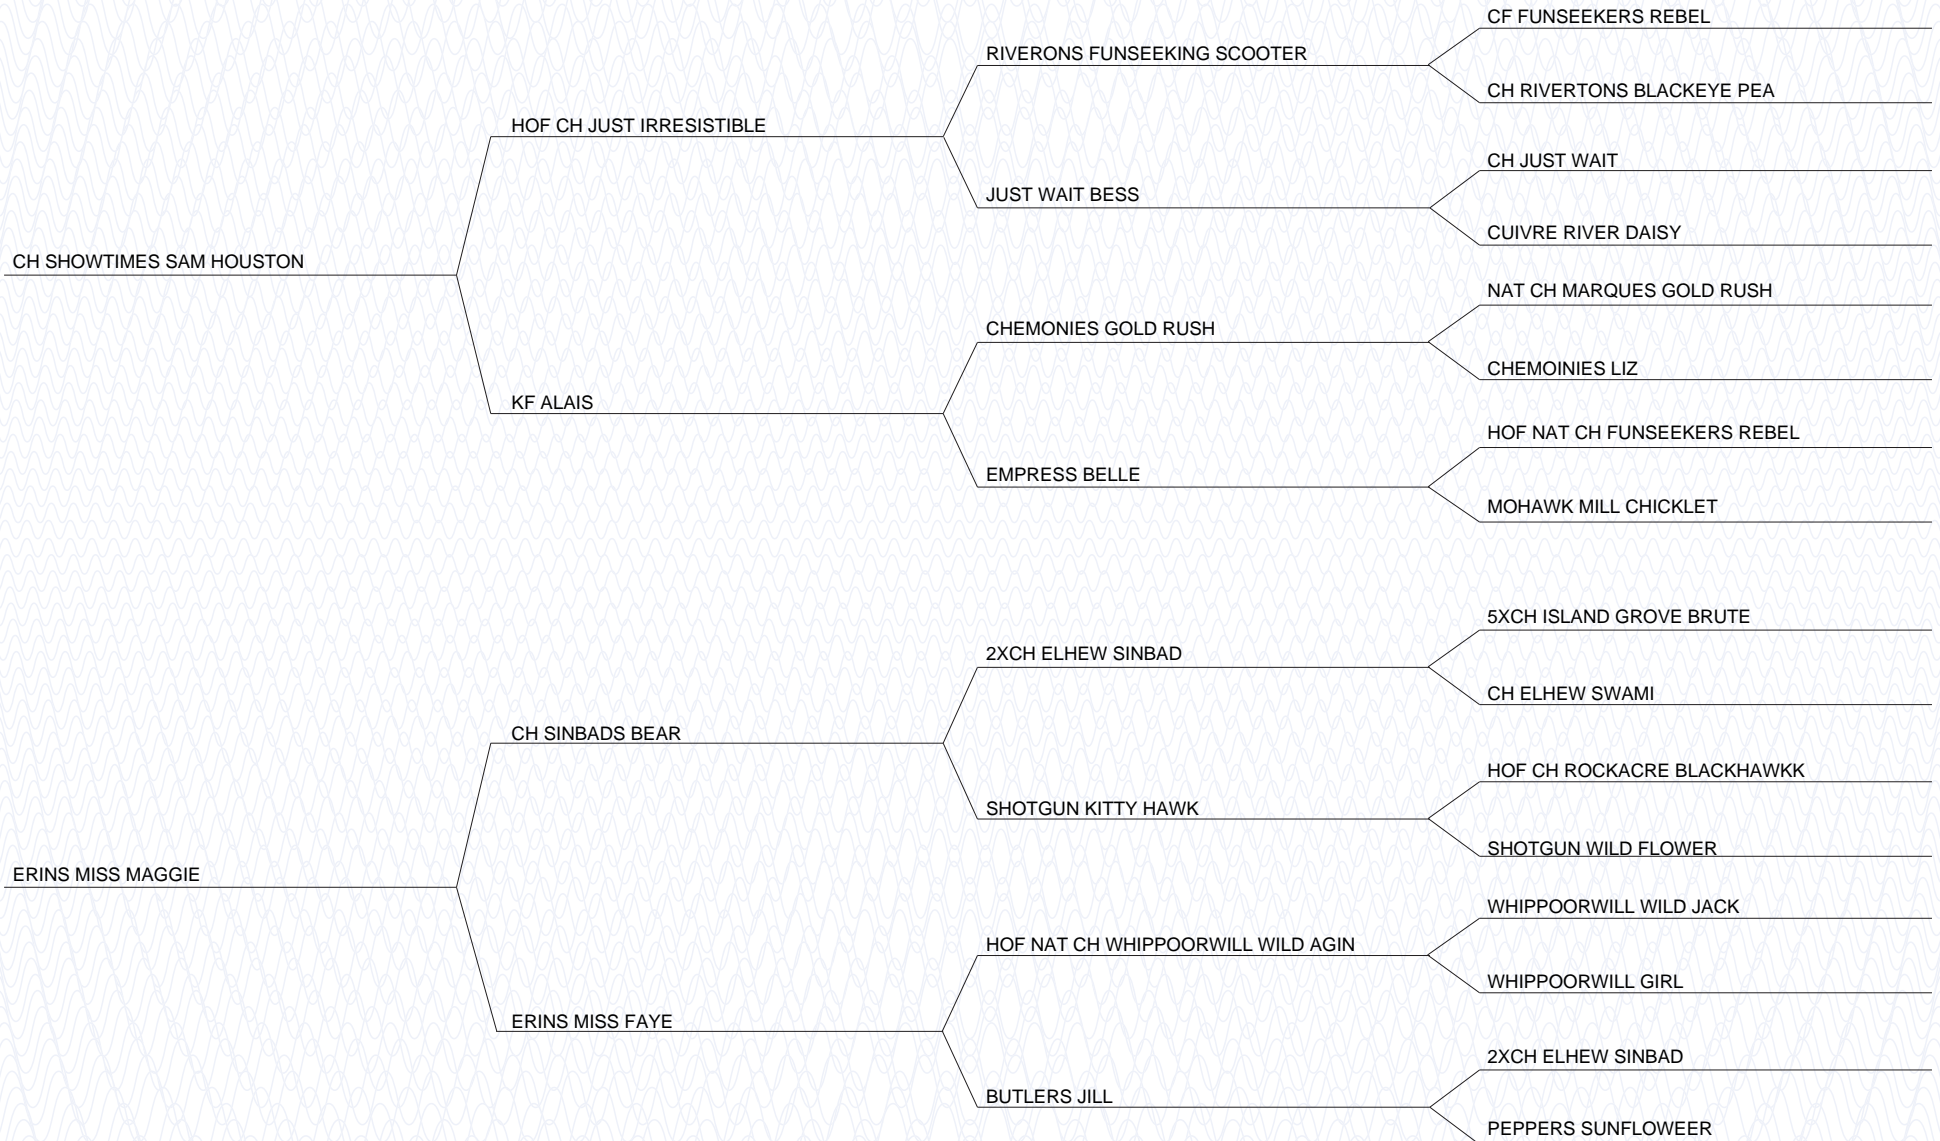 CF FUNSEEKERS REBEL
RIVERONS FUNSEEKING SCOOTER
CH RIVERTONS BLACKEYE PEA
HOF CH JUST IRRESISTIBLE
CH JUST WAIT
JUST WAIT BESS
CUIVRE RIVER DAISY
CH SHOWTIMES SAM HOUSTON
NAT CH MARQUES GOLD RUSH
CHEMONIES GOLD RUSH
CHEMOINIES LIZ
KF ALAIS
HOF NAT CH FUNSEEKERS REBEL
EMPRESS BELLE
MOHAWK MILL CHICKLET
5XCH ISLAND GROVE BRUTE
2XCH ELHEW SINBAD
CH ELHEW SWAMI
CH SINBADS BEAR
HOF CH ROCKACRE BLACKHAWKK
SHOTGUN KITTY HAWK
SHOTGUN WILD FLOWER
ERINS MISS MAGGIE
WHIPPOORWILL WILD JACK
HOF NAT CH WHIPPOORWILL WILD AGIN
WHIPPOORWILL GIRL
ERINS MISS FAYE
2XCH ELHEW SINBAD
BUTLERS JILL
PEPPERS SUNFLOWEER